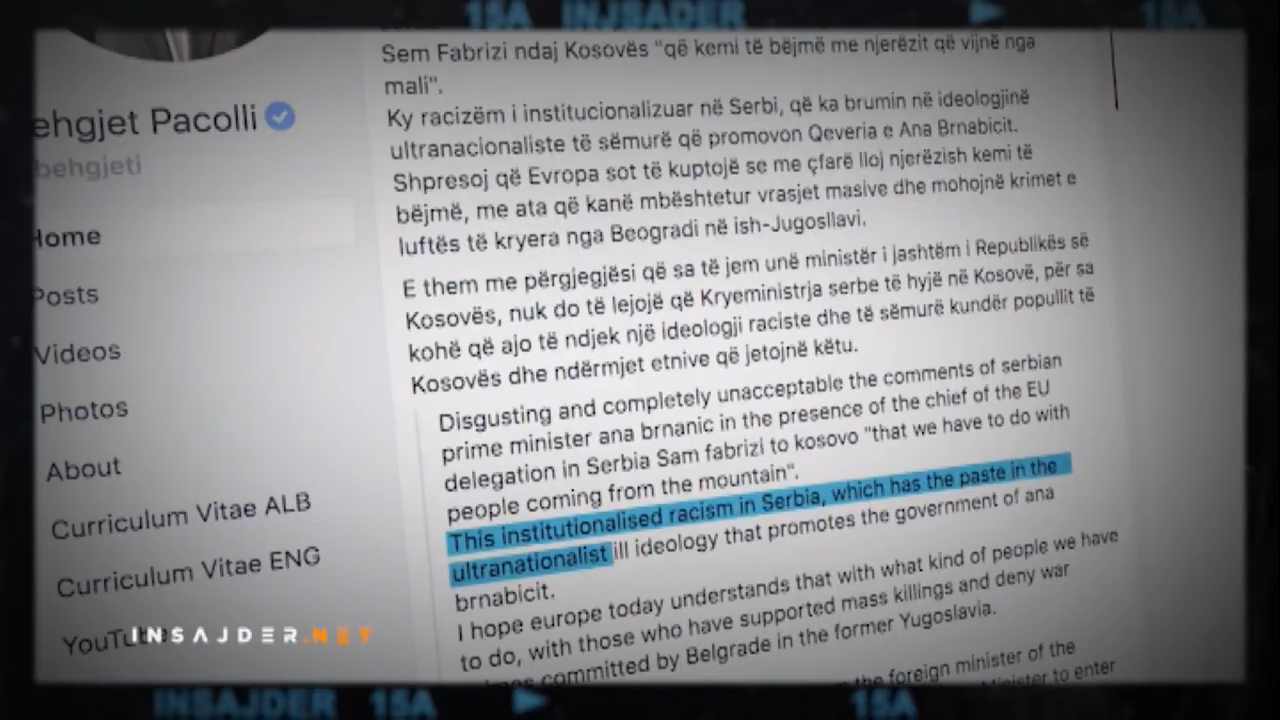 15A INJSADER 15A
ehgjet Pacolli
behgjeti
Home
Posts
Videos
Photos
About
Curriculum Vitae ALB
Curriculum Vitae ENG
YouTu
Sem Fabrizi ndaj Kosovës "që kemi të bëjmë me njerëzit që vijnë nga
mali".
Ky racizëm i institucionalizuar në Serbi, që ka brumin në ideologjinë
ultranacionaliste të sëmurë që promovon Qeveria e Ana Brnabicit.
Shpresoj që Evropa sot të kuptojë se me çfarë lloj njerëzish kemi të
bëjmë, me ata që kanë mbështetur vrasjet masive dhe mohojnë krimet e
luftës të kryera nga Beogradi në ish-Jugosllavi.
E them me përgjegjësi që sa të jem unë ministër i jashtëm i Republikës së
Kosovës, nuk do të lejojë që Kryeministrja serbe të hyjë në Kosovë, për sa
kohë që ajo të ndjek një ideologji raciste dhe të sëmurë kundër popullit të
Kosovës dhe ndërmjet etnive që jetojnë këtu.
Disgusting and completely unacceptable the comments of serbian
prime minister ana brnanic in the presence of the chief of the EU
delegation in Serbia Sam fabrizi to kosovo "that we have to do with
people coming from the mountain".
This institutionalised racism in Serbia, which has the paste in the
ultranationalist ill ideology that promotes the government of ana
brnabicit.
I hope europe today understands that with what kind of people we have
to do, with those who have supported mass killings and deny war
committed by Belgrade in the former Yugoslavia.
the foreign minister of the
Minister to enter
INSAJDER.NET
INSAJDER 15A 15A